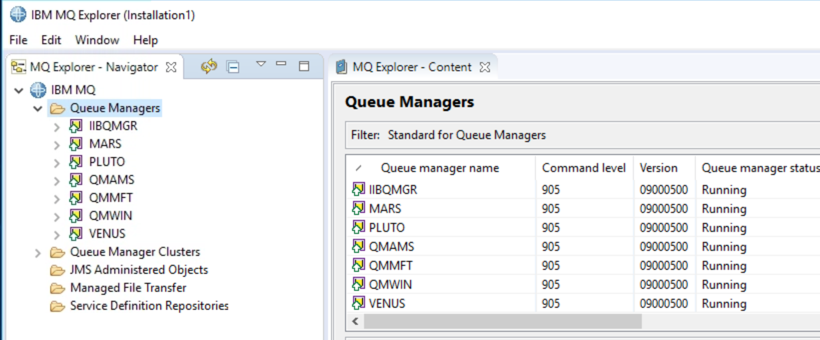 IBM MQ Explorer (Installation1)
File Edit Window Help
MQ Explorer - Navigator
IBM MQ
Queue Managers
IIBQMGR
MARS
PLUTO
QMAMS
QMMFT
QMWIN
VENUS
Queue Manager Clusters
JMS Administered Objects
Managed File Transfer
Service Definition Repositories
MQ Explorer - Content
Queue Managers
Filter: Standard for Queue Managers
Queue manager name Command level Version Queue manager status
IIBQMGR 905 09000500 Running
MARS 905 09000500 Running
PLUTO 905 09000500 Running
QMAMS 905 09000500 Running
QMMFT 905 09000500 Running
QMWIN 905 09000500 Running
VENUS 905 09000500 Running